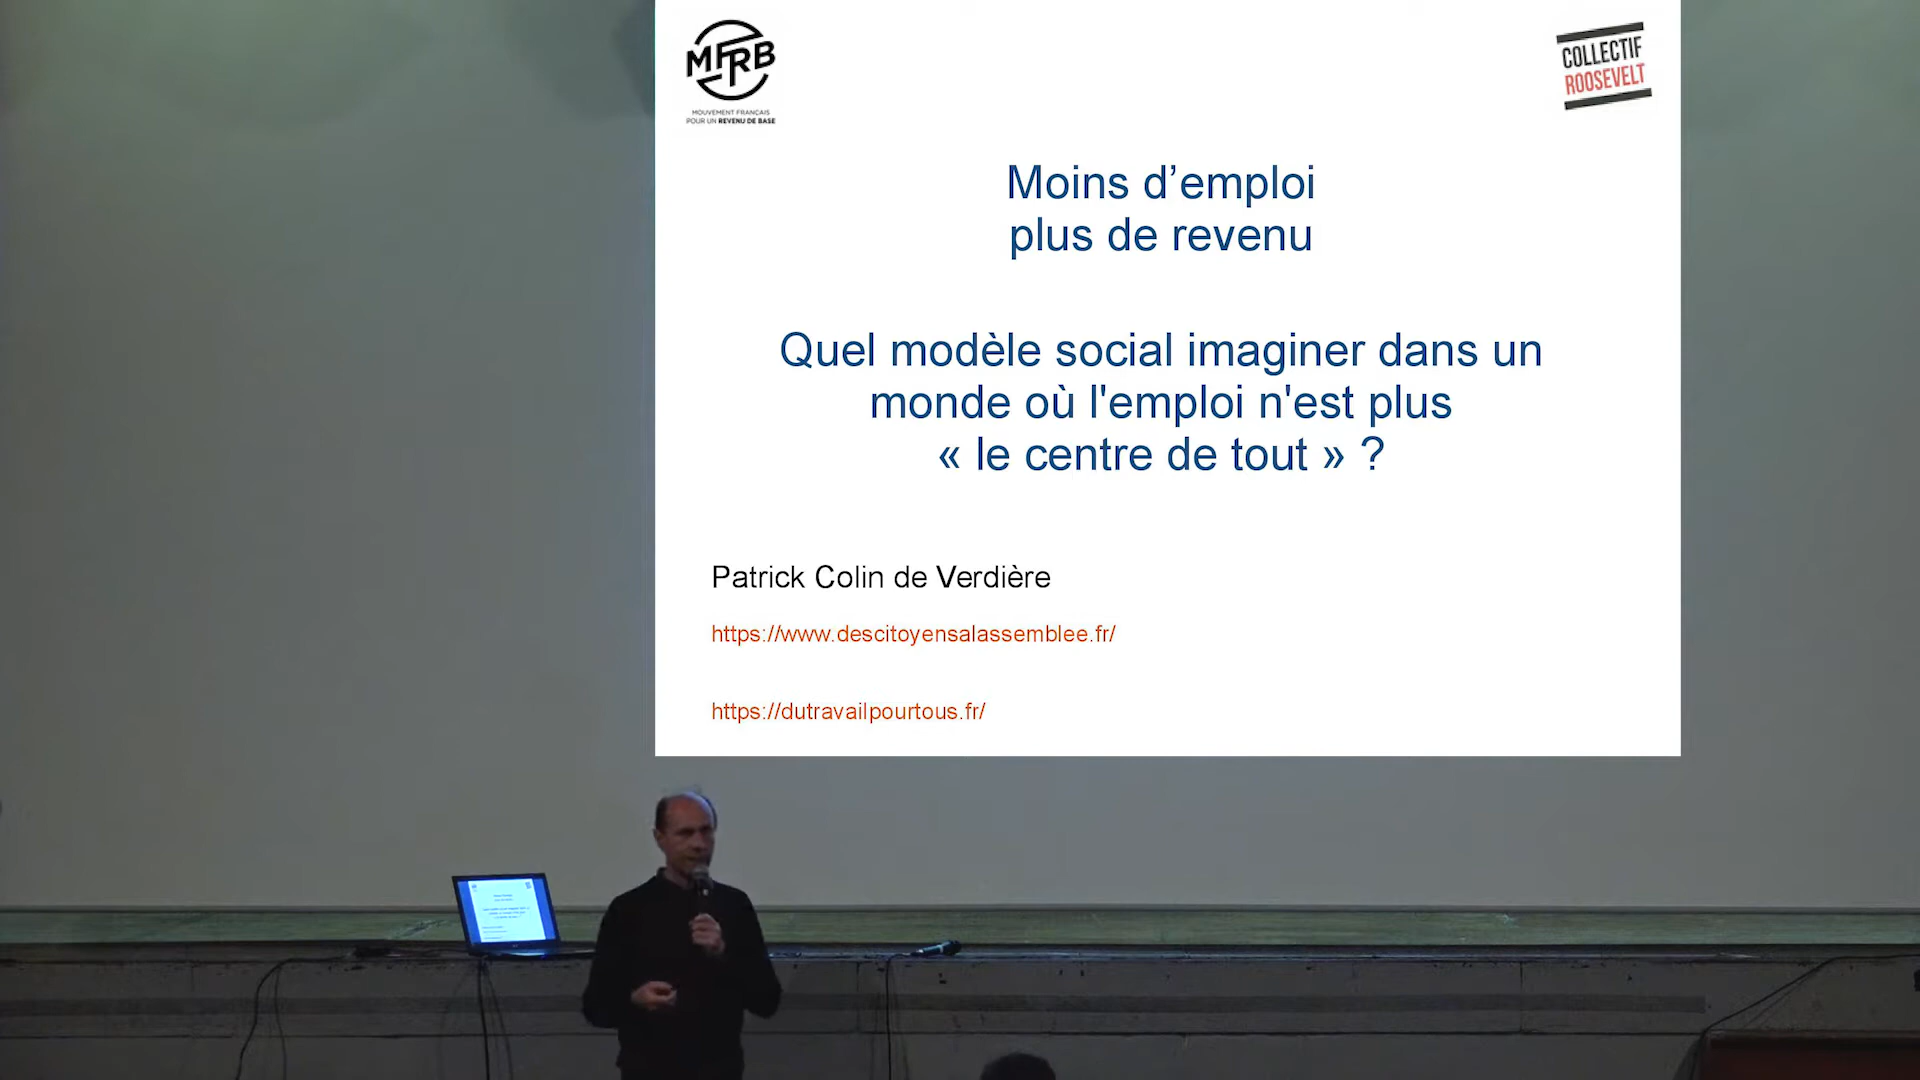 MFRB
MOUVEMENT FRANÇAIS
POUR UN REVENU DE BASE
COLLECTIF
ROOSEVELT
Moins d’emploi
plus de revenu
Quel modèle social imaginer dans un
monde où l'emploi n'est plus
« le centre de tout » ?
Patrick Colin de Verdière
https://www.descitoyensalassemblee.fr/
https://dutravailpourtous.fr/